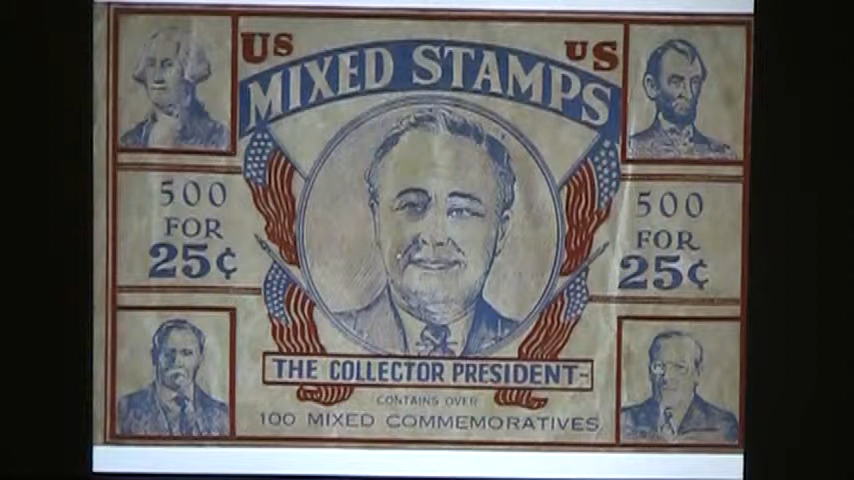 US US
MIXED STAMPS
500
FOR
25¢
500
FOR
25¢
THE COLLECTOR PRESIDENT-
CONTAINS OVER
100 MIXED COMMEMORATIVES